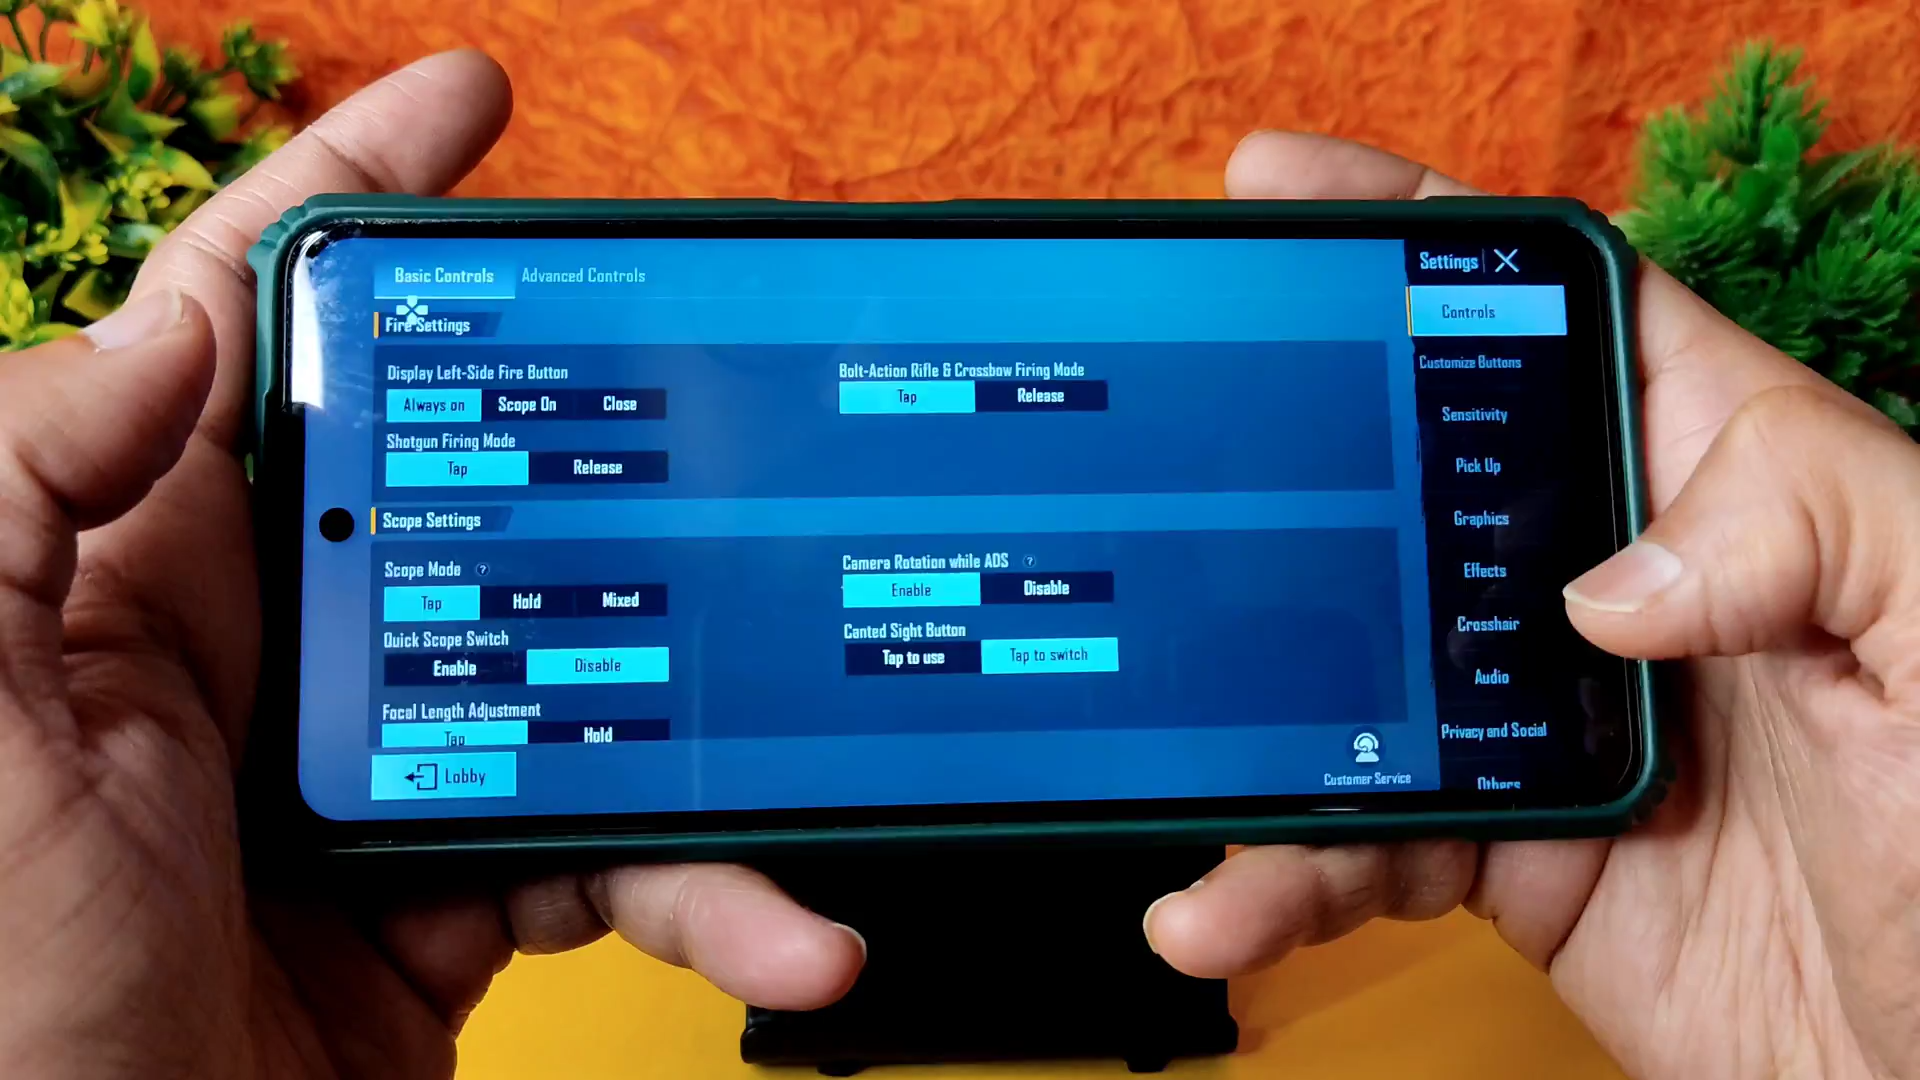 Basic Controls Advanced Controls
Fire Settings
Display Left-Side Fire Button
Always on Scope On Close
Shotgun Firing Mode
Tap Release
Bolt-Action Rifle & Crossbow Firing Mode
Tap Release
Scope Settings
Scope Mode ?
Tap Hold Mixed
Quick Scope Switch
Enable Disable
Focal Length Adjustment
Tap Hold
Camera Rotation while ADS ?
Enable Disable
Canted Sight Button
Tap to use Tap to switch
Lobby
Customer Service
Settings
Controls
Customize Buttons
Sensitivity
Pick Up
Graphics
Effects
Crosshair
Audio
Privacy and Social
Others